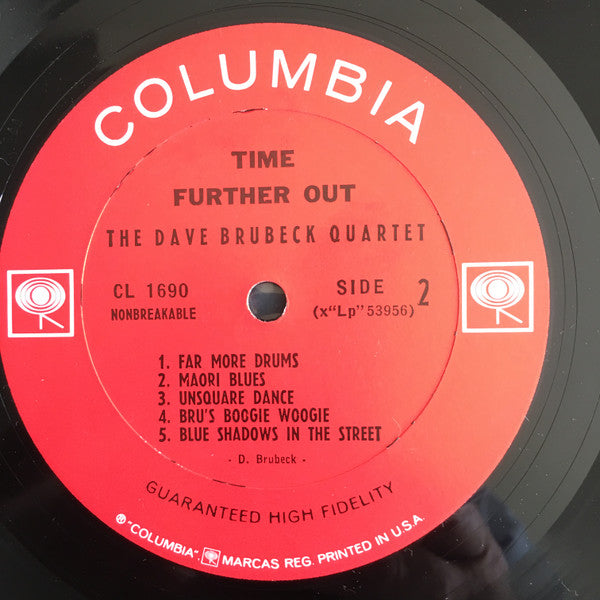 COLUMBIA
TIME
FURTHER OUT
THE DAVE BRUBECK QUARTET
CL 1690
NONBREAKABLE
SIDE 2
(x"Lp"53956)
1. FAR MORE DRUMS
2. MAORI BLUES
3. UNSQUARE DANCE
4. BRU'S BOOGIE WOOGIE
5. BLUE SHADOWS IN THE STREET
- D. Brubeck -
GUARANTEED HIGH FIDELITY
® "COLUMBIA", MARCAS REG. PRINTED IN U.S.A.